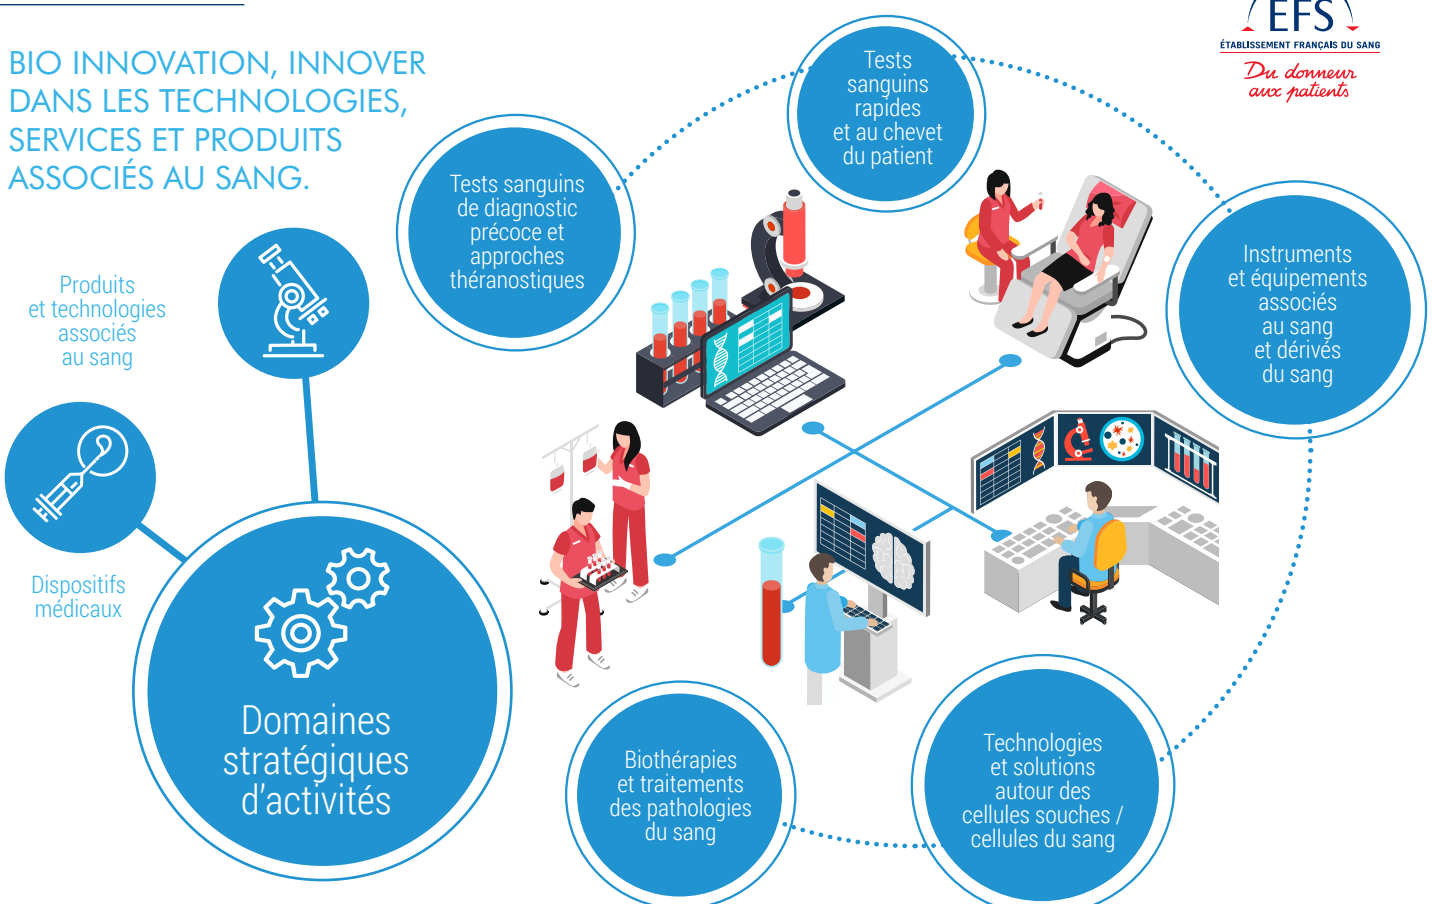 BIO INNOVATION, INNOVER
DANS LES TECHNOLOGIES,
SERVICES ET PRODUITS
ASSOCIÉS AU SANG.
EFS
ÉTABLISSEMENT FRANÇAIS DU SANG
Du donneur
aux patients
Tests
sanguins
rapides
et au chevet
du patient
Tests sanguins
de diagnostic
précoce et
approches
théranostiques
Instruments
et équipements
associés
au sang
et dérivés
du sang
Produits
et technologies
associés
au sang
Dispositifs
médicaux
Domaines
stratégiques
d’activités
Biothérapies
et traitements
des pathologies
du sang
Technologies
et solutions
autour des
cellules souches /
cellules du sang